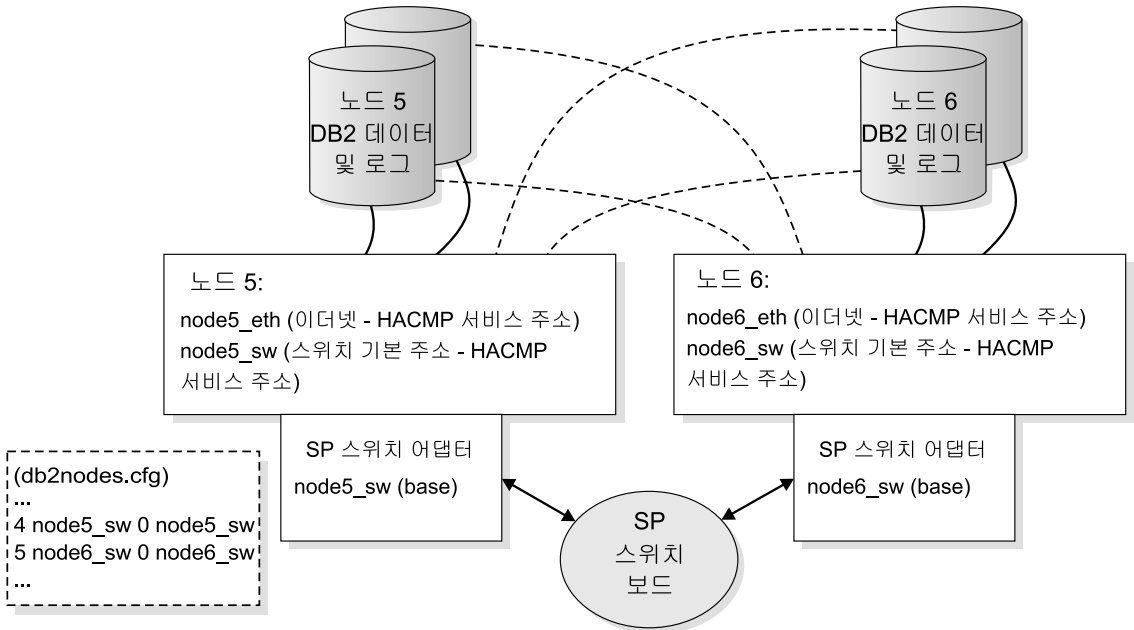 노드 5
DB2 데이터
및 로그
노드 6
DB2 데이터
및 로그
노드 5:
node5_eth (이더넷 - HACMP 서비스 주소)
node5_sw (스위치 기본 주소 - HACMP
서비스 주소)
노드 6:
node6_eth (이더넷 - HACMP 서비스 주소)
node6_sw (스위치 기본 주소 - HACMP
서비스 주소)
SP 스위치 어댑터
node5_sw (base)
SP 스위치 어댑터
node6_sw (base)
(db2nodes.cfg)
...
4 node5_sw 0 node5_sw
5 node6_sw 0 node6_sw
...
SP
스위치
보드